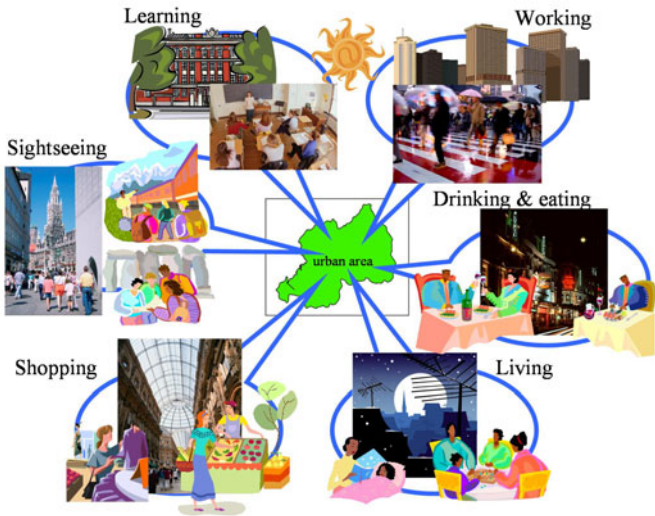 Learning
Working
Sightseeing
Drinking & eating
urban area
Shopping
Living